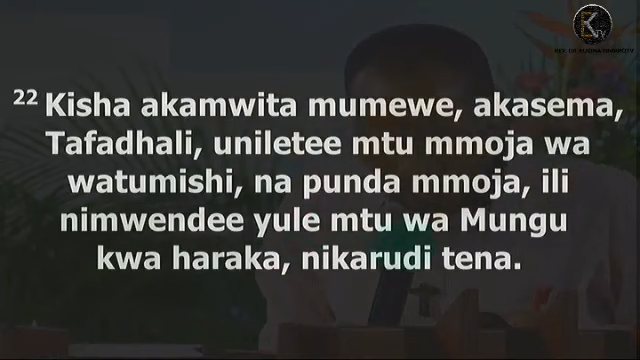 22 Kisha akamwita mumewe, akasema,
Tafadhali, uniletee mtu mmoja wa
watumishi, na punda mmoja, ili
nimwendee yule mtu wa Mungu
kwa haraka, nikarudi tena.